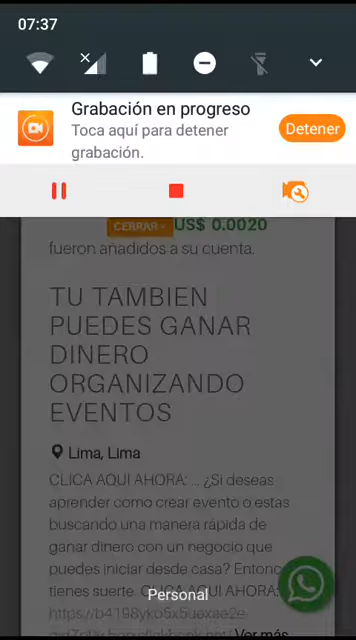 07:37
Grabación en progreso
Toca aquí para detener
grabación.
Detener
CERRAR -
US$ 0.0020
fueron añadidos a su cuenta.
TU TAMBIEN
PUEDES GANAR
DINERO
ORGANIZANDO
EVENTOS
Lima, Lima
CLICA AQUI AHORA: ... ¿Si deseas
aprender como crear evento o estas
buscando una manera rápida de
ganar dinero con un negocio que
puedes iniciar desde casa? Entonc
tienes suerte. CLICA AQUI AHORA:
Personal
Ver más